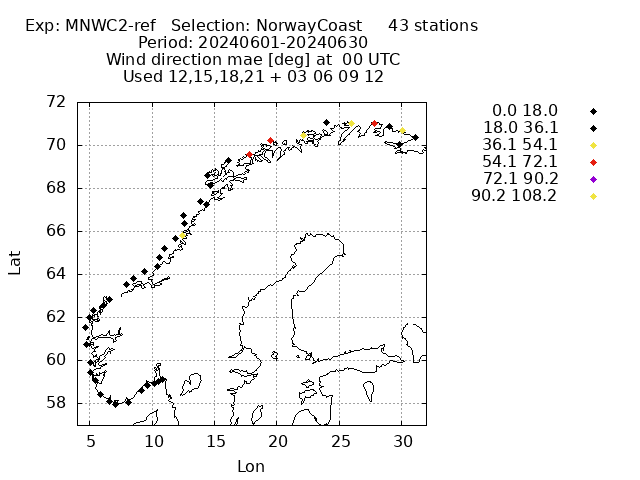 Exp: MNWC2-ref   Selection: NorwayCoast     43 stations
Period: 20240601-20240630
Wind direction mae [deg] at  00 UTC
Used 12,15,18,21 + 03 06 09 12
72
70
68
66
64
62
60
58
Lat
5 10 15 20 25 30
Lon
0.0 18.0
18.0 36.1
36.1 54.1
54.1 72.1
72.1 90.2
90.2 108.2